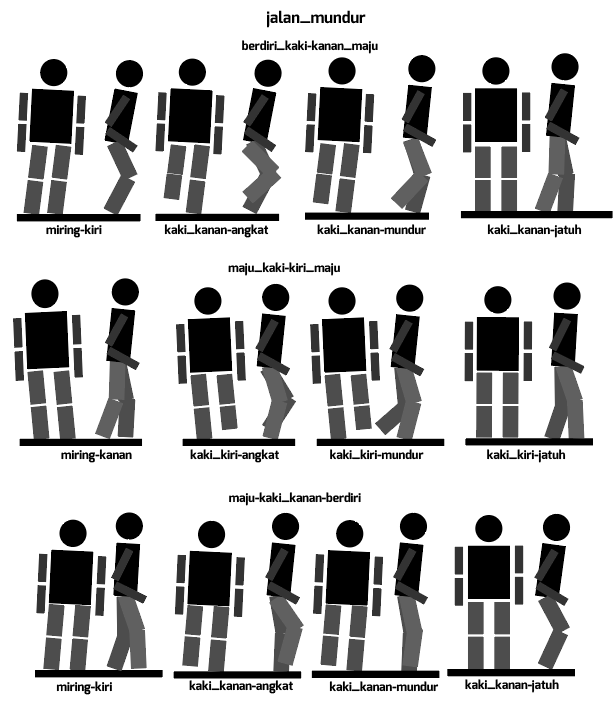 jalan_mundur
berdiri_kaki-kanan_maju
miring-kiri kaki_kanan-angkat kaki_kanan-mundur kaki_kanan-jatuh
maju_kaki-kiri_maju
miring-kanan kaki_kiri-angkat kaki_kiri-mundur kaki_kiri-jatuh
maju-kaki_kanan-berdiri
miring-kiri kaki_kanan-angkat kaki_kanan-mundur kaki_kanan-jatuh